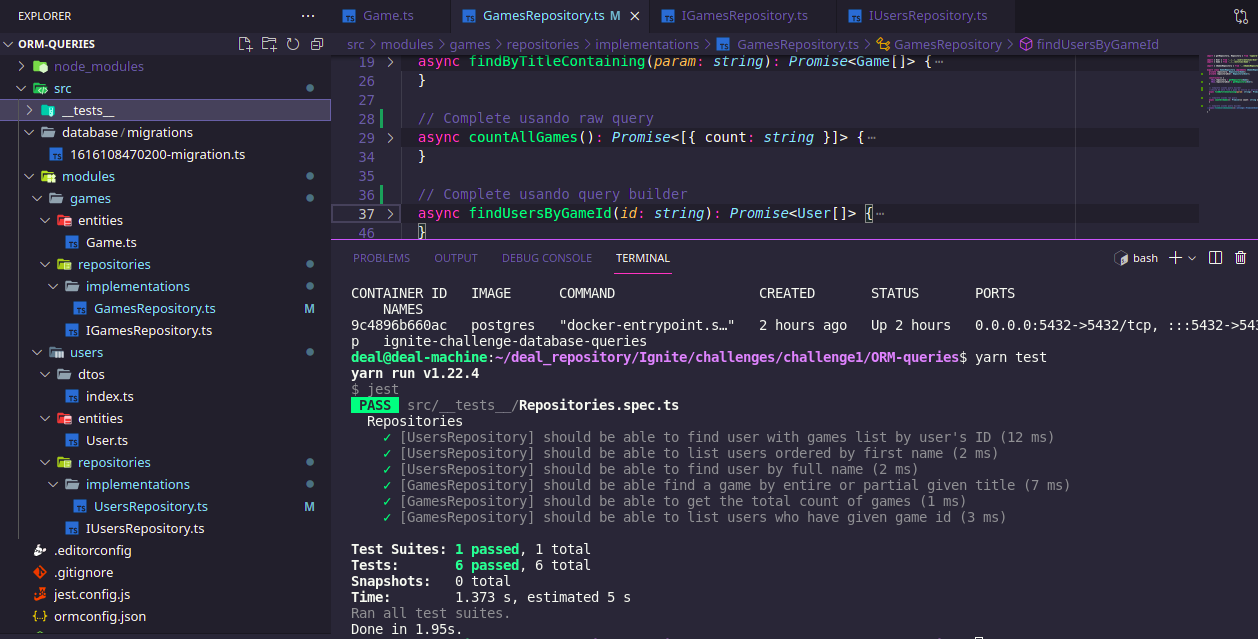 EXPLORER ···
ORM-QUERIES
node_modules
src
__tests__
database / migrations
1616108470200-migration.ts
modules
games
entities
Game.ts
repositories
implementations
GamesRepository.ts M
IGamesRepository.ts
users
dtos
index.ts
entities
User.ts
repositories
implementations
UsersRepository.ts M
IUsersRepository.ts
.editorconfig
.gitignore
jest.config.js
ormconfig.json
Game.ts GamesRepository.ts M × IGamesRepository.ts IUsersRepository.ts
src > modules > games > repositories > implementations > GamesRepository.ts > GamesRepository > findUsersByGameId
19 > async findByTitleContaining(param: string): Promise<Game[]> {···
26 }
27
28 // Complete usando raw query
29 > async countAllGames(): Promise<[{ count: string }]> {···
34 }
35
36 // Complete usando query builder
37 > async findUsersByGameId(id: string): Promise<User[]> {···
46 }
PROBLEMS OUTPUT DEBUG CONSOLE TERMINAL bash
CONTAINER ID IMAGE COMMAND CREATED STATUS PORTS
NAMES
9c4896b660ac postgres "docker-entrypoint.s…" 2 hours ago Up 2 hours 0.0.0.0:5432->5432/tcp, :::5432->543
p ignite-challenge-database-queries
deal@deal-machine:~/deal_repository/Ignite/challenges/challenge1/ORM-queries$ yarn test
yarn run v1.22.4
$ jest
PASS src/__tests__/Repositories.spec.ts
Repositories
✓ [UsersRepository] should be able to find user with games list by user's ID (12 ms)
✓ [UsersRepository] should be able to list users ordered by first name (2 ms)
✓ [UsersRepository] should be able to find user by full name (2 ms)
✓ [GamesRepository] should be able find a game by entire or partial given title (7 ms)
✓ [GamesRepository] should be able to get the total count of games (1 ms)
✓ [GamesRepository] should be able to list users who have given game id (3 ms)
Test Suites: 1 passed, 1 total
Tests: 6 passed, 6 total
Snapshots: 0 total
Time: 1.373 s, estimated 5 s
Ran all test suites.
Done in 1.95s.